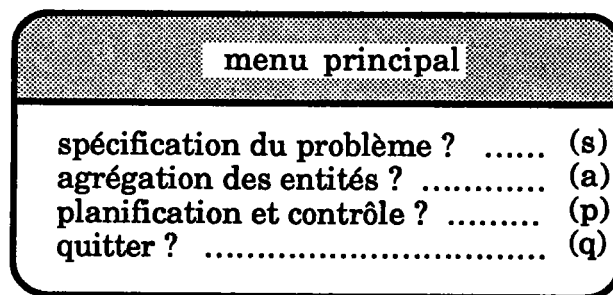 menu principal
spécification du problème ? ...... (s)
agrégation des entités ? ............ (a)
planification et contrôle ? ......... (p)
quitter ? ................................. (q)